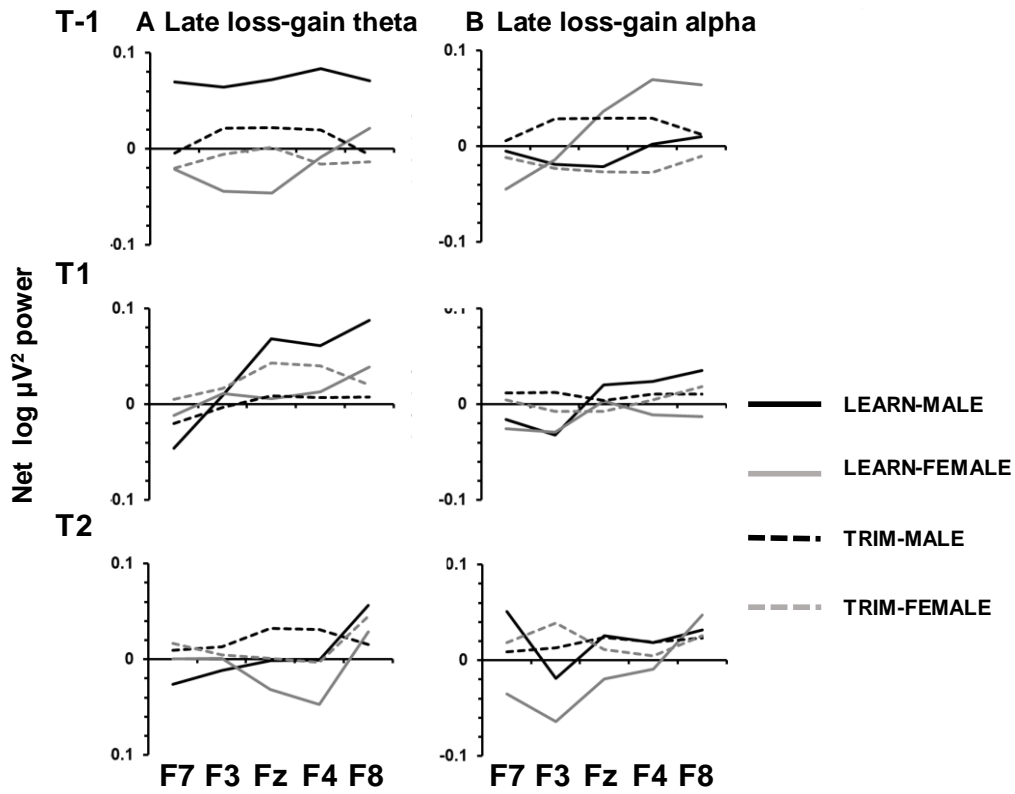 T-1 A Late loss-gain theta B Late loss-gain alpha
0.1
0
-0.1
0.1
0
-0.1
T1
0.1
0
-0.1
0.1
0
-0.1
T2
0.1
0
0.1
0.1
0
-0.1
F7 F3 Fz F4 F8
F7 F3 Fz F4 F8
Net log µV² power
LEARN-MALE
LEARN-FEMALE
TRIM-MALE
TRIM-FEMALE